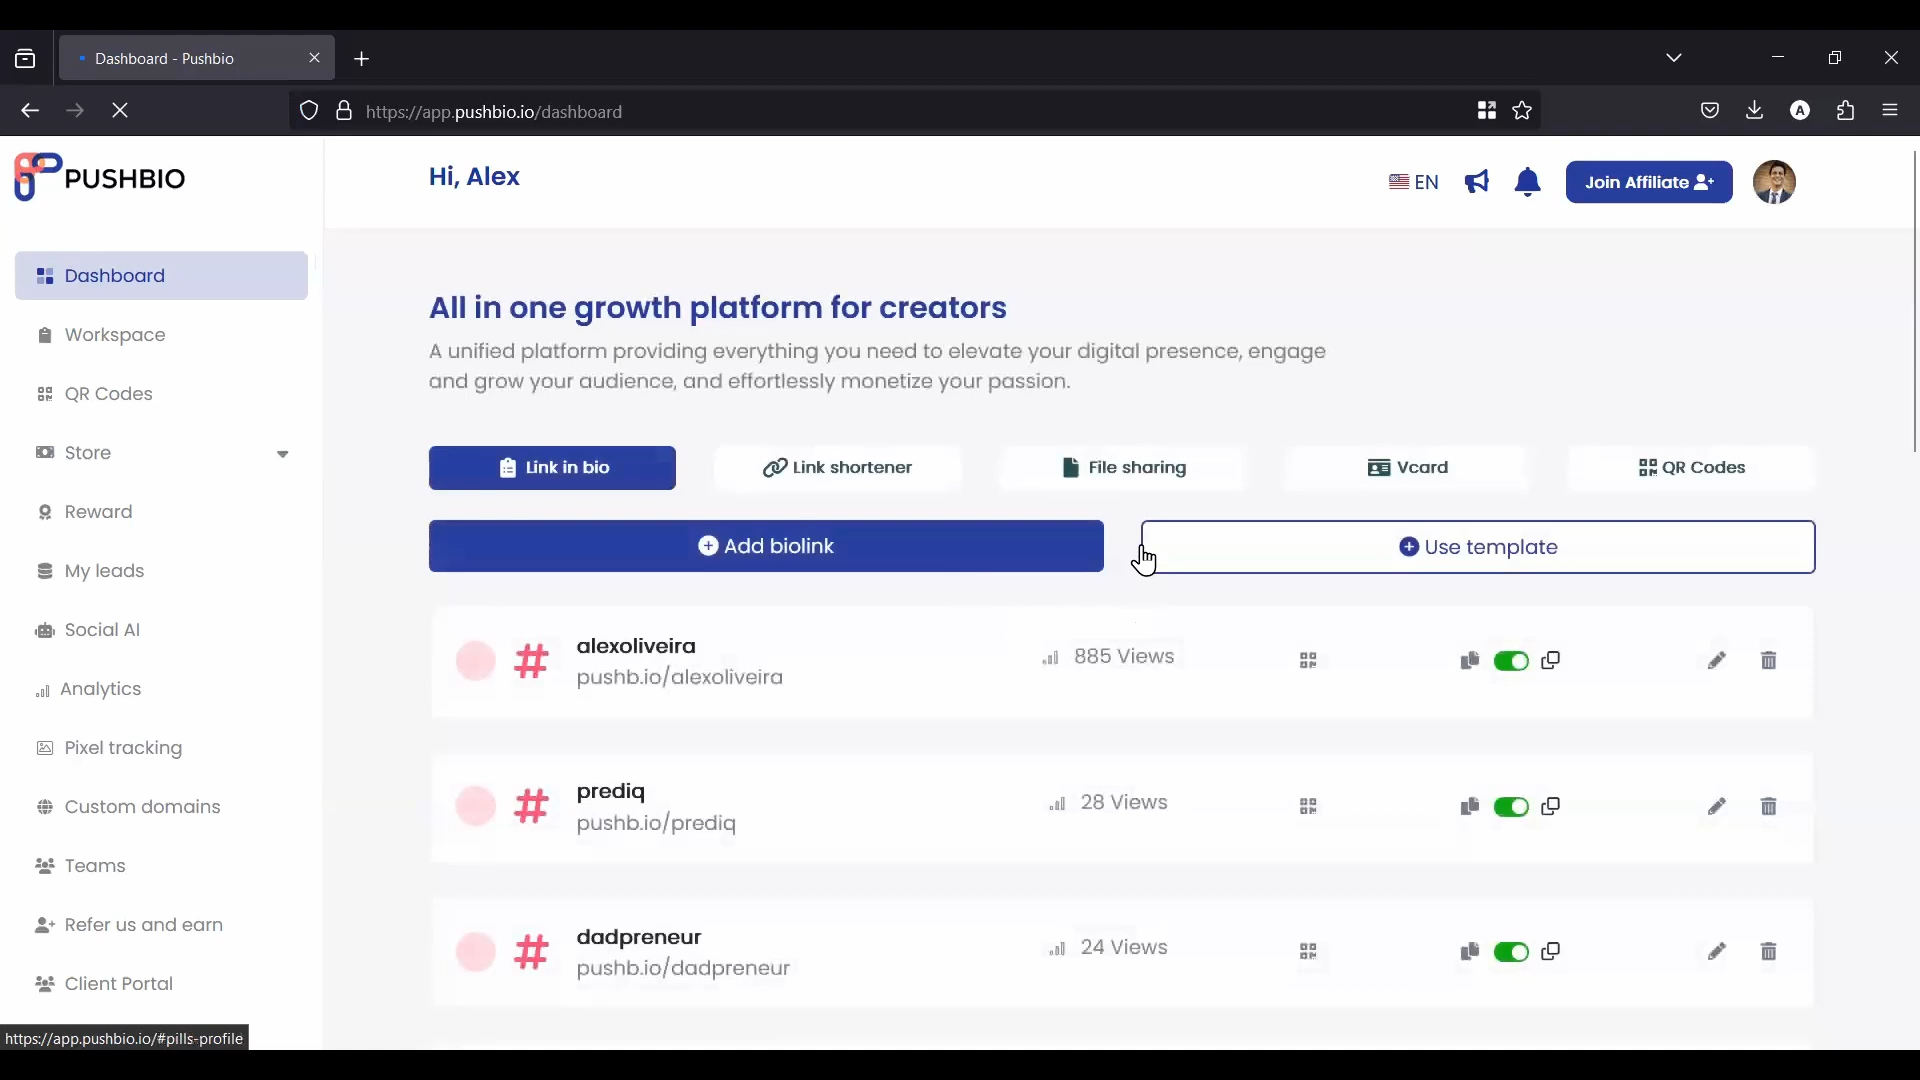 Dashboard - Pushbio
https://app.pushbio.io/dashboard
A
PUSHBIO
Hi, Alex
EN
Join Affiliate
Dashboard
Workspace
QR Codes
Store
Reward
My leads
Social AI
Analytics
Pixel tracking
Custom domains
Teams
Refer us and earn
Client Portal
All in one growth platform for creators
A unified platform providing everything you need to elevate your digital presence, engage
and grow your audience, and effortlessly monetize your passion.
Link in bio
Link shortener
File sharing
Vcard
QR Codes
Add biolink
Use template
alexoliveira
pushb.io/alexoliveira
885 Views
prediq
pushb.io/prediq
28 Views
dadpreneur
pushb.io/dadpreneur
24 Views
https://app.pushbio.io/#pills-profile